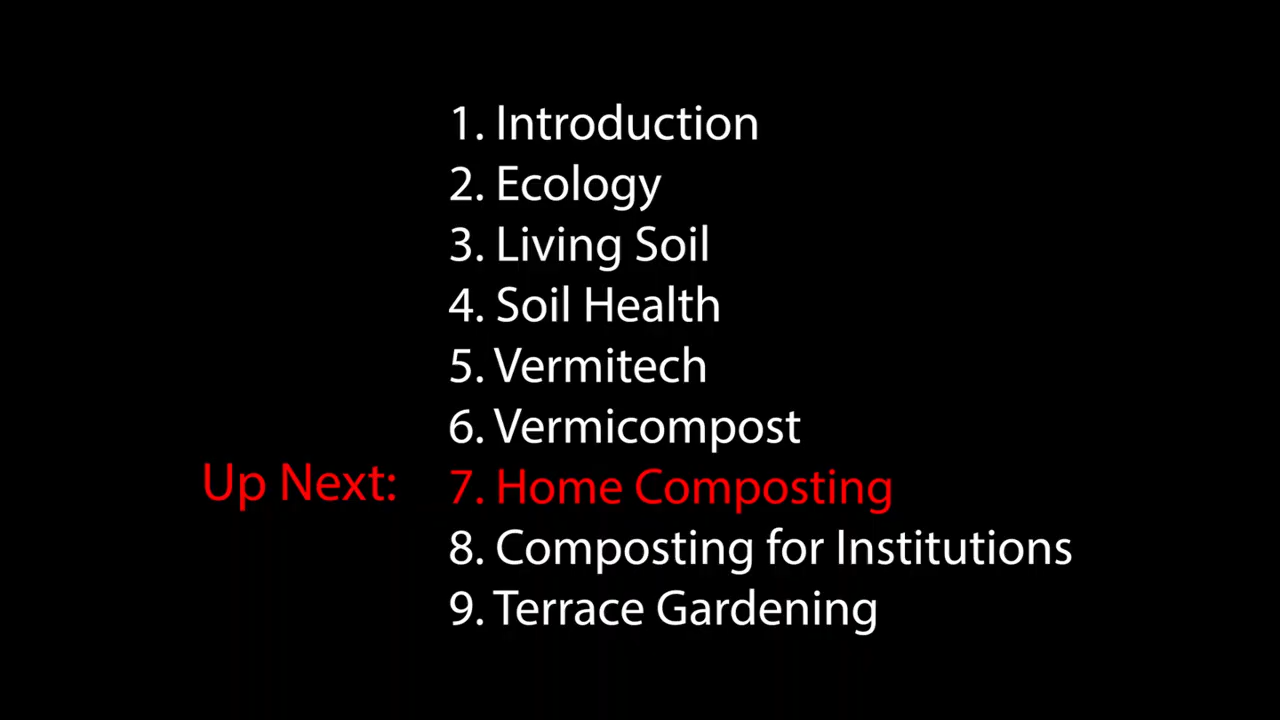 1. Introduction
2. Ecology
3. Living Soil
4. Soil Health
5. Vermitech
6. Vermicompost
Up Next: 7. Home Composting
8. Composting for Institutions
9. Terrace Gardening